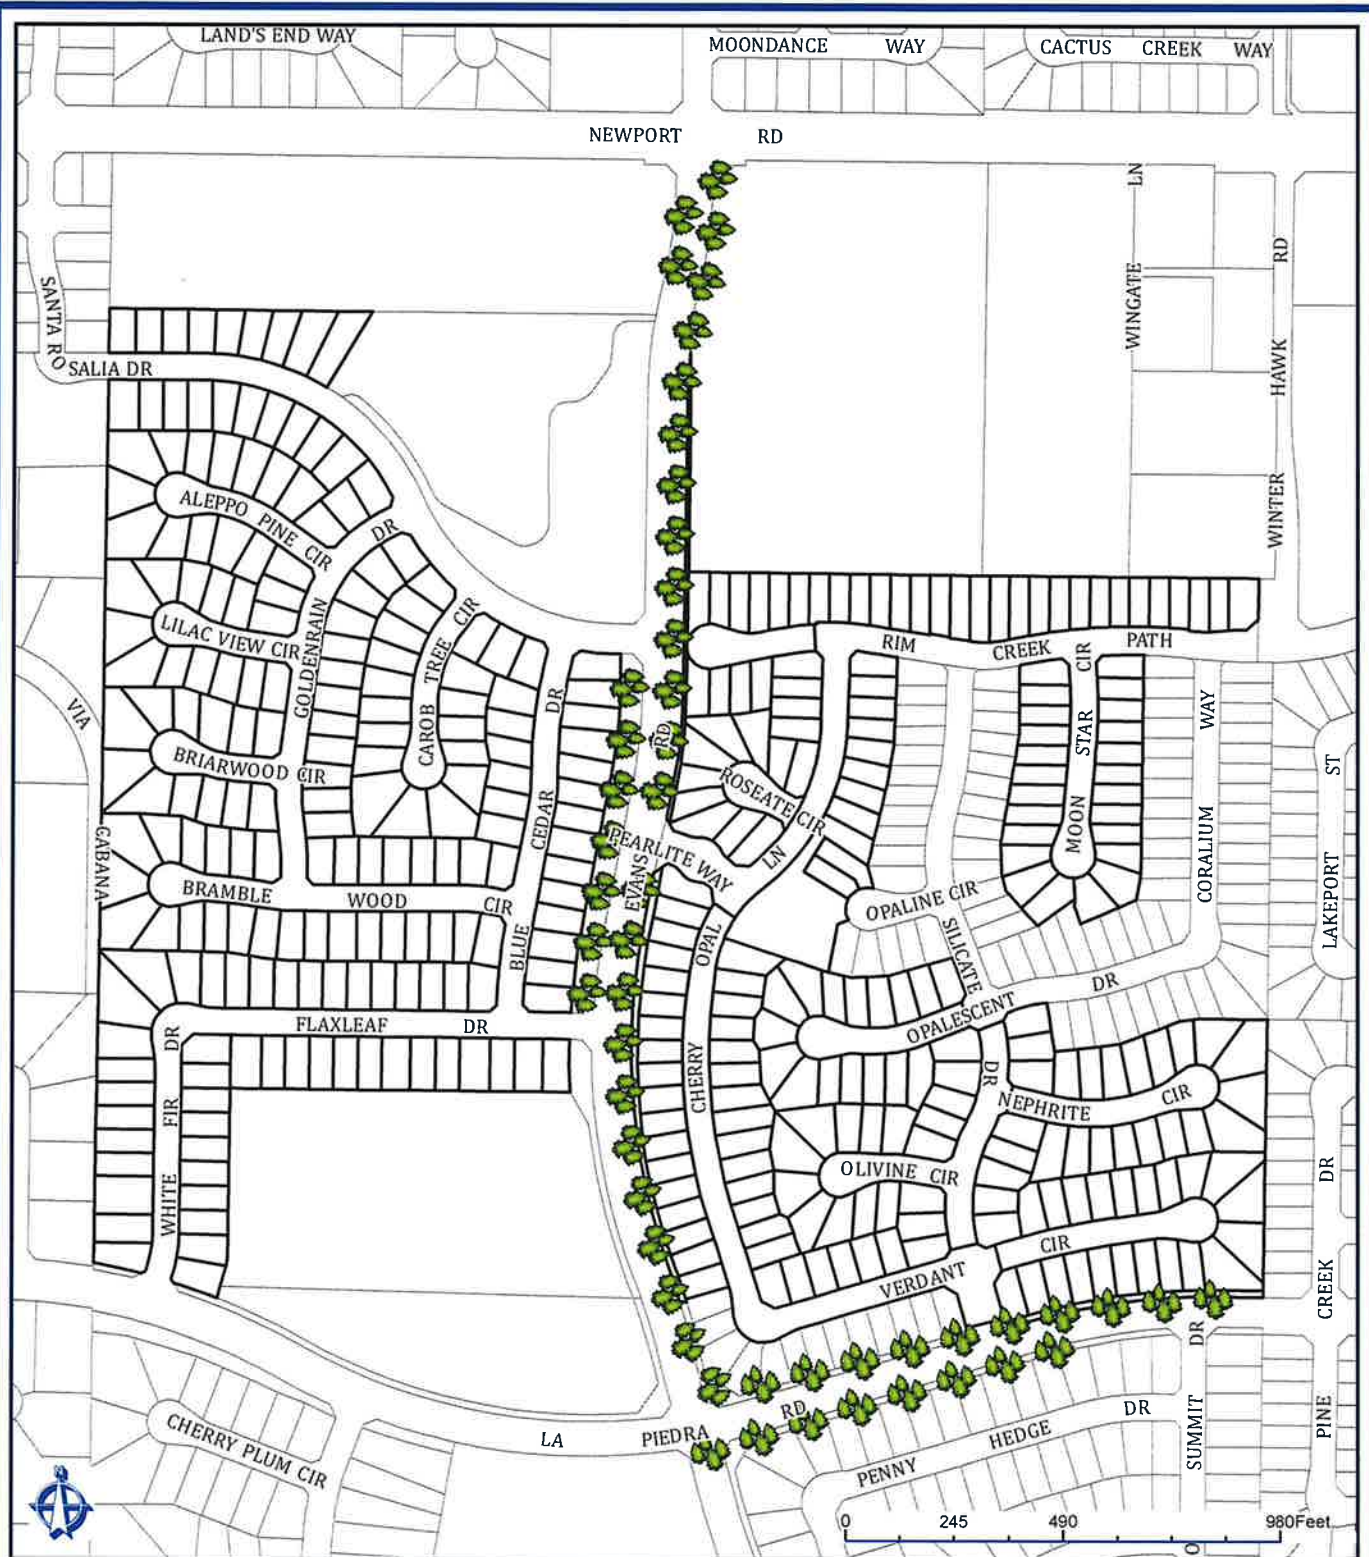 LAND'S END WAY
MOONDANCE WAY
CACTUS CREEK WAY
NEWPORT RD
WINGATE LN
WINTER HAWK RD
SANTA RO
SALIA DR
ALEPPO PINE CIR
GOLDENRAIN DR
LILAC VIEW CIR
CAROB TREE CIR
RIM CREEK PATH
VIA GABANA
BRIARWOOD CIR
BLUE CEDAR DR
EVANS RD
ROSEATE CIR
MOON STAR CIR
CORALIUM WAY
LAKEPORT ST
PEARLITE WAY
BRAMBLE WOOD CIR
CHERRY OPAL LN
OPALINE CIR
SILICATE DR
OPALESCENT DR
FLAXLEAF DR
WHITE FIR DR
NEPHRITE CIR
OLIVINE CIR
VERDANT CIR
PINE CREEK DR
SUMMIT DR
LA PIEDRA RD
PENNY HEDGE DR
CHERRY PLUM CIR
0 245 490 980Feet